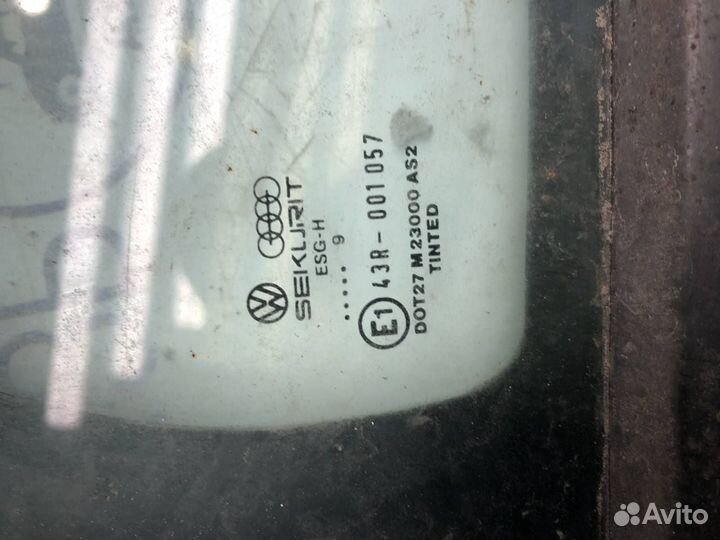 SEKURIT
ESG-H
..... 9
E1 43R-001057
DOT27 M23000 AS2
TINTED
Avito